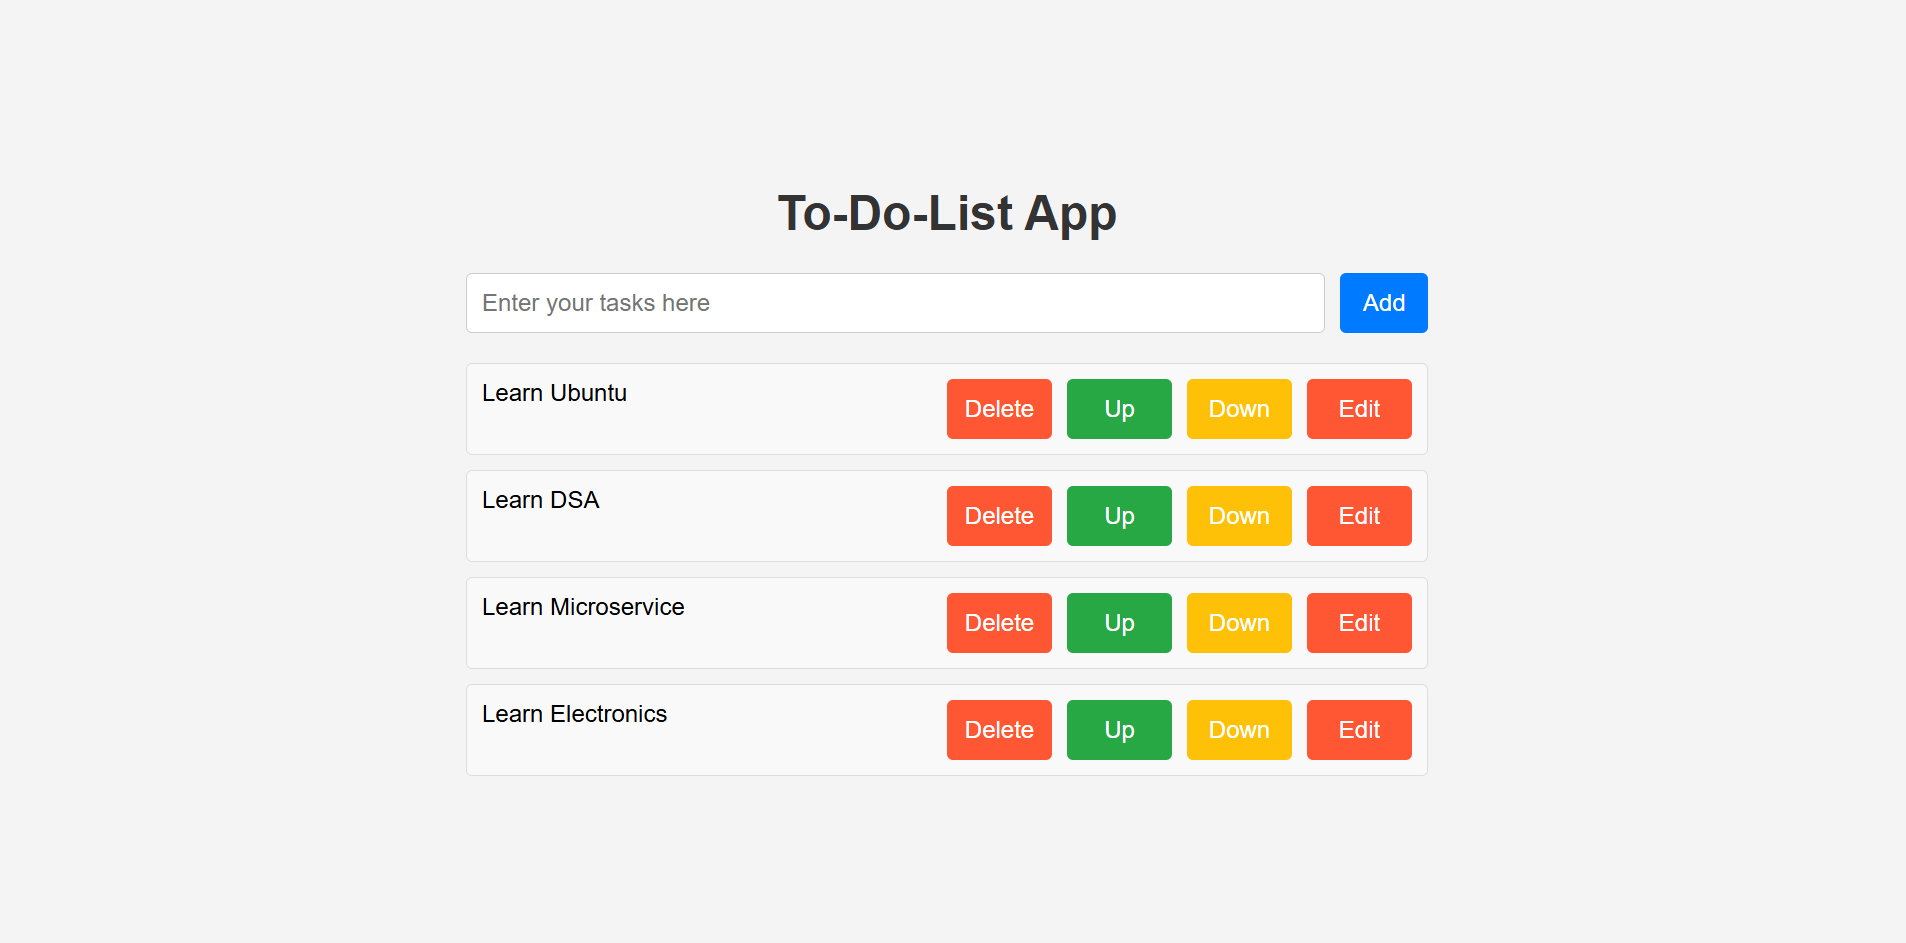 To-Do-List App
Enter your tasks here Add
Learn Ubuntu Delete Up Down Edit
Learn DSA Delete Up Down Edit
Learn Microservice Delete Up Down Edit
Learn Electronics Delete Up Down Edit